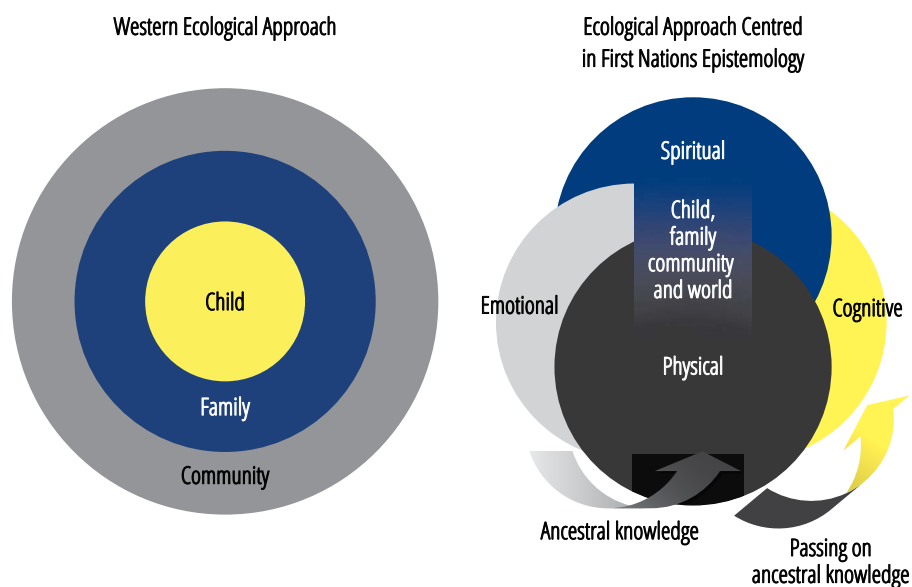 Western Ecological Approach
Child
Family
Community
Ecological Approach Centred
in First Nations Epistemology
Spiritual
Child,
family
community
and world
Emotional
Cognitive
Physical
Ancestral knowledge
Passing on
ancestral knowledge